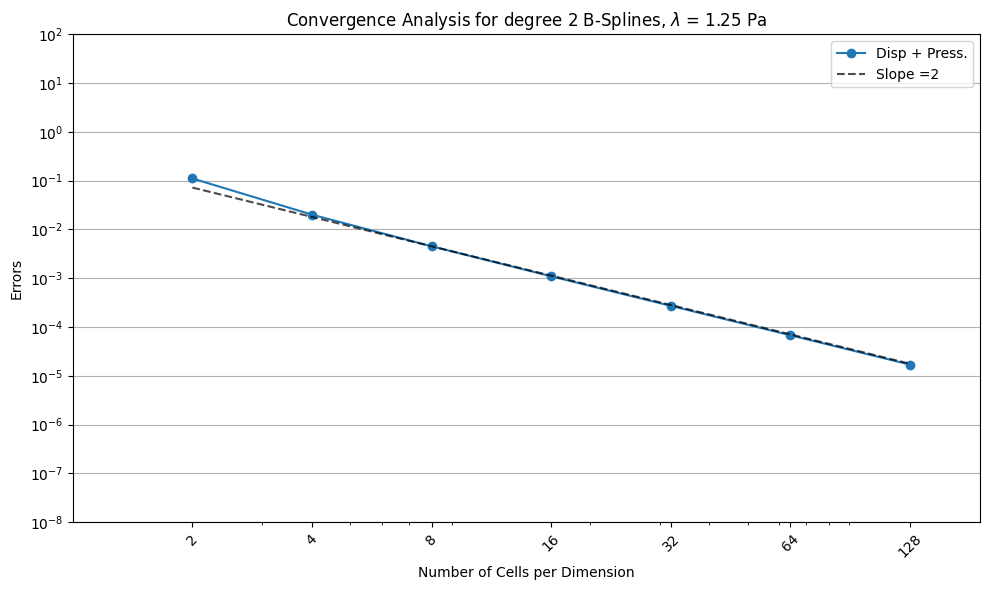 Convergence Analysis for degree 2 B-Splines, λ = 1.25 Pa
Disp + Press.
Slope =2
Errors
10²
10¹
10⁰
10⁻¹
10⁻²
10⁻³
10⁻⁴
10⁻⁵
10⁻⁶
10⁻⁷
10⁻⁸
2 4 8 16 32 64 128
Number of Cells per Dimension